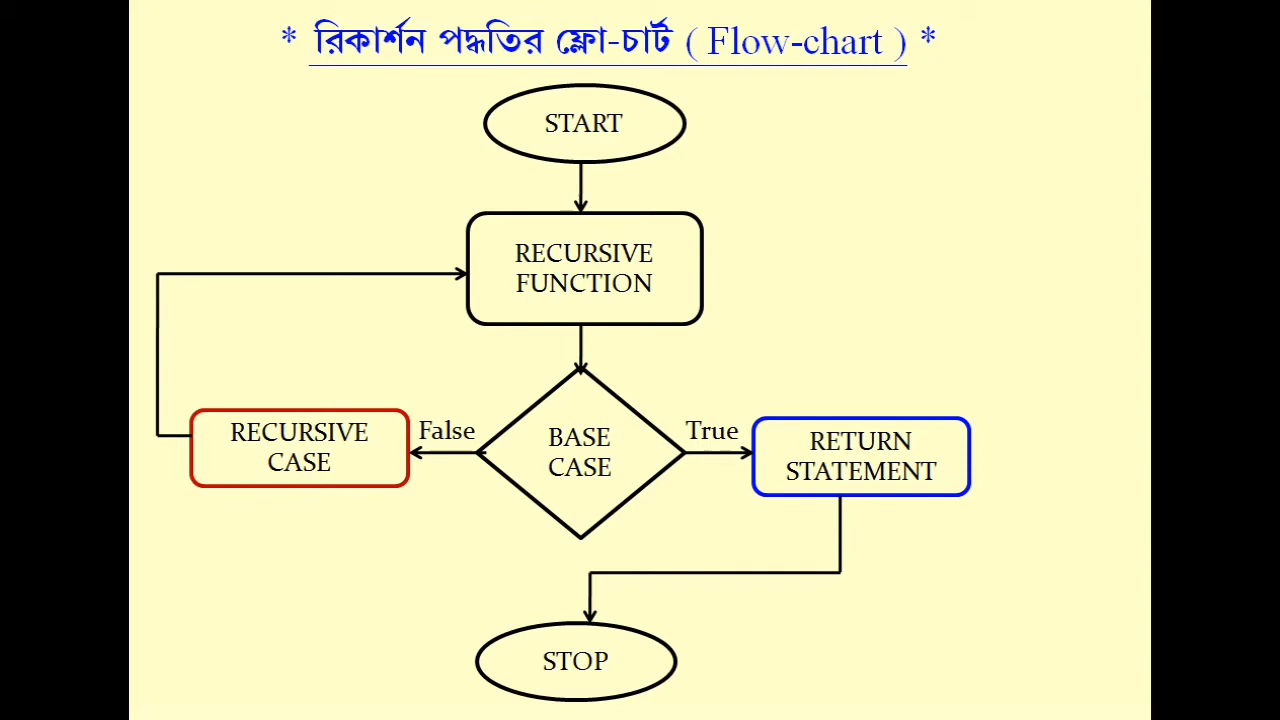 * রিকার্শন পদ্ধতির ফ্লো-চার্ট ( Flow-chart ) *
START
RECURSIVE
FUNCTION
RECURSIVE
CASE
False
BASE
CASE
True
RETURN
STATEMENT
STOP